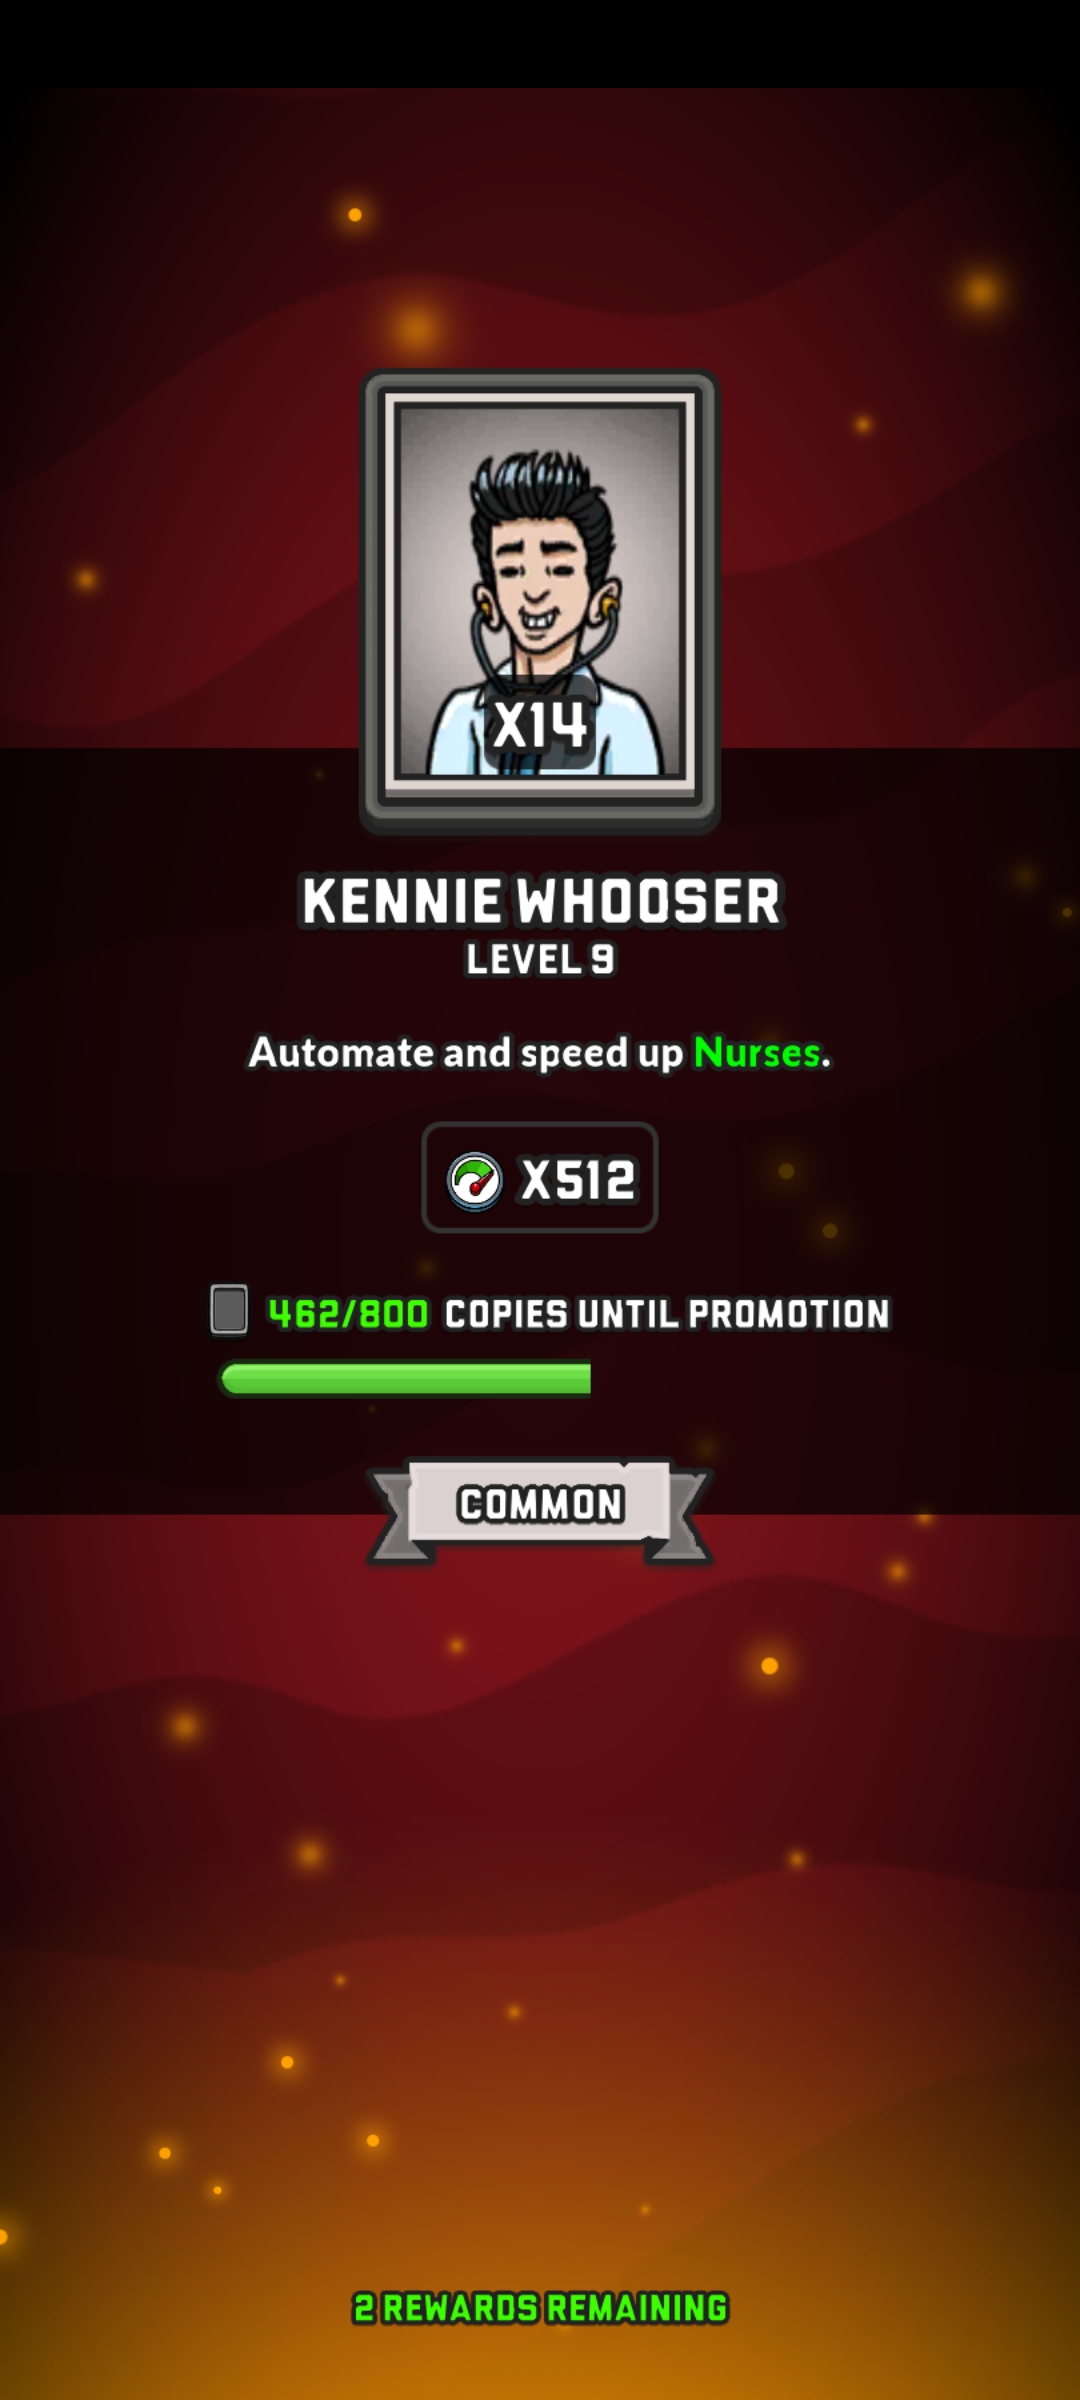 X14
KENNIE WHOOSER
LEVEL 9
Automate and speed up Nurses.
X512
462/800 COPIES UNTIL PROMOTION
COMMON
2 REWARDS REMAINING